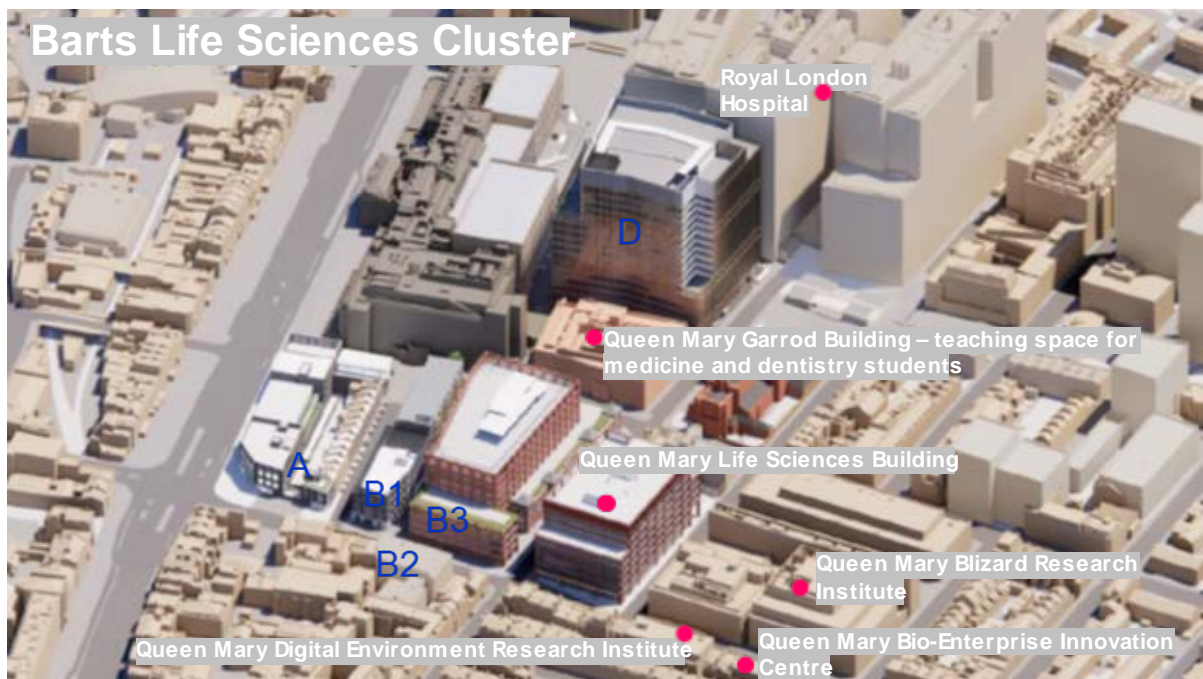 Barts Life Sciences Cluster
Royal London
Hospital
D
Queen Mary Garrod Building – teaching space for
medicine and dentistry students
A
Queen Mary Life Sciences Building
B1
B3
B2
Queen Mary Blizard Research
Institute
Queen Mary Digital Environment Research Institute
Queen Mary Bio-Enterprise Innovation
Centre